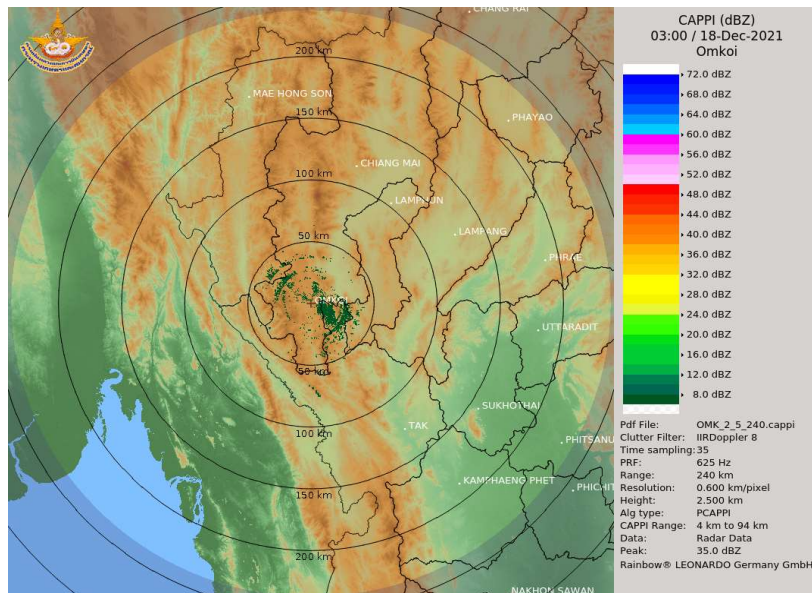 CAPPI (dBZ)
03:00 / 18-Dec-2021
Omkoi
72.0 dBZ
68.0 dBZ
64.0 dBZ
60.0 dBZ
56.0 dBZ
52.0 dBZ
48.0 dBZ
44.0 dBZ
40.0 dBZ
36.0 dBZ
32.0 dBZ
28.0 dBZ
24.0 dBZ
20.0 dBZ
16.0 dBZ
12.0 dBZ
8.0 dBZ
Pdf File: OMK_2_5_240.cappi
Clutter Filter: IIRDoppler 8
Time sampling:35
PRF: 625 Hz
Range: 240 km
Resolution: 0.600 km/pixel
Height: 2.500 km
Alg type: PCAPPI
CAPPI Range: 4 km to 94 km
Data: Radar Data
Peak: 35.0 dBZ
Rainbow® LEONARDO Germany GmbH
CHANG RAI
200 km
MAE HONG SON
150 km
PHAYAO
CHIANG MAI
100 km
LAMPHUN
LAMPANG
50 km
PHRAE
OMKOI
UTTARADIT
50 km
SUKHOTHAI
TAK
100 km
PHITSANU
KAMPHAENG PHET
PHICHIT
150 km
200 km
NAKHON SAWAN